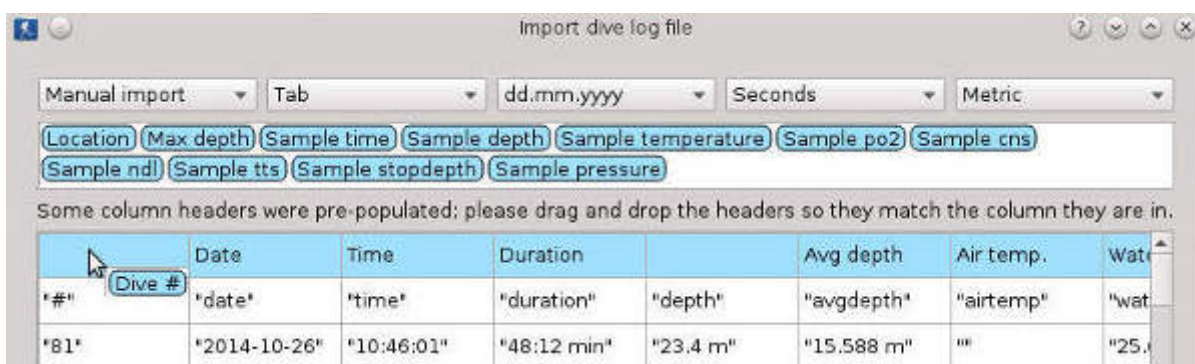 Import dive log file
Manual import Tab dd.mm.yyyy Seconds Metric
Location Max depth Sample time Sample depth Sample temperature Sample po2 Sample cns
Sample ndl Sample tts Sample stopdepth Sample pressure
Some column headers were pre-populated; please drag and drop the headers so they match the column they are in.
Date Time Duration Avg depth Air temp. Wate
Dive #
"#" "date" "time" "duration" "depth" "avgdepth" "airtemp" "wat
"81" "2014-10-26" "10:46:01" "48:12 min" "23.4 m" "15.588 m" "" "25.